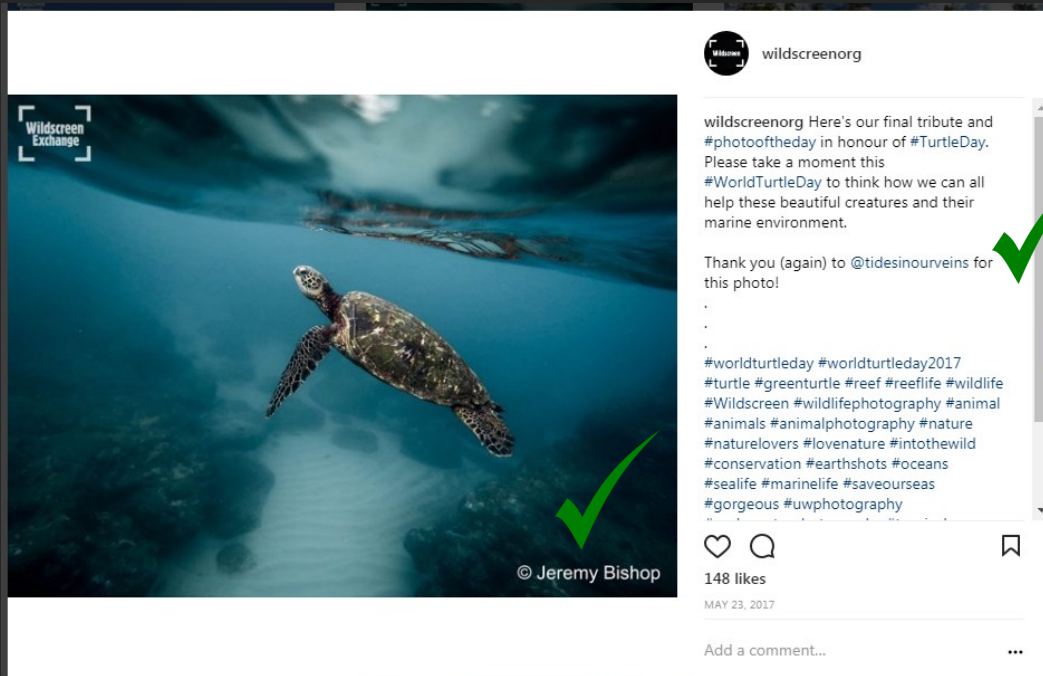 Wildscreen
Exchange
© Jeremy Bishop
Wildscreen
wildscreenorg
wildscreenorg Here's our final tribute and
#photooftheday in honour of #TurtleDay.
Please take a moment this
#WorldTurtleDay to think how we can all
help these beautiful creatures and their
marine environment.
Thank you (again) to @tidesinourveins for
this photo!
.
.
.
#worldturtleday #worldturtleday2017
#turtle #greenturtle #reef #reeflife #wildlife
#Wildscreen #wildlifephotography #animal
#animals #animalphotography #nature
#naturelovers #lovenature #intothewild
#conservation #earthshots #oceans
#sealife #marinelife #saveourseas
#gorgeous #uwphotography
148 likes
MAY 23, 2017
Add a comment...